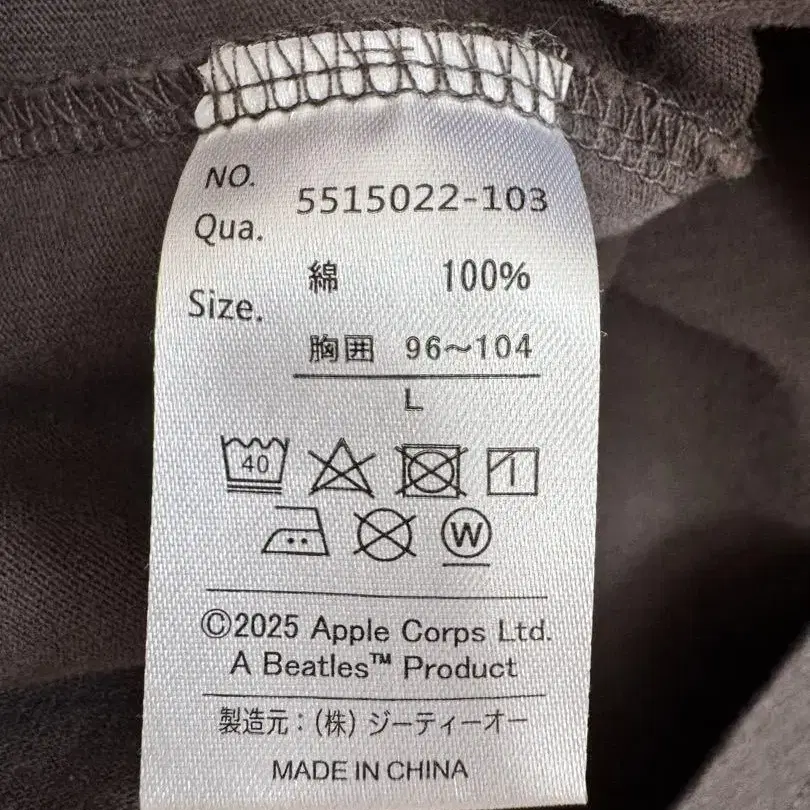 NO.
5515022-103
Qua.
綿 100%
Size.
胸囲 96～104
L
40
W
©2025 Apple Corps Ltd.
A Beatles™ Product
製造元：(株) ジーティーオー
MADE IN CHINA